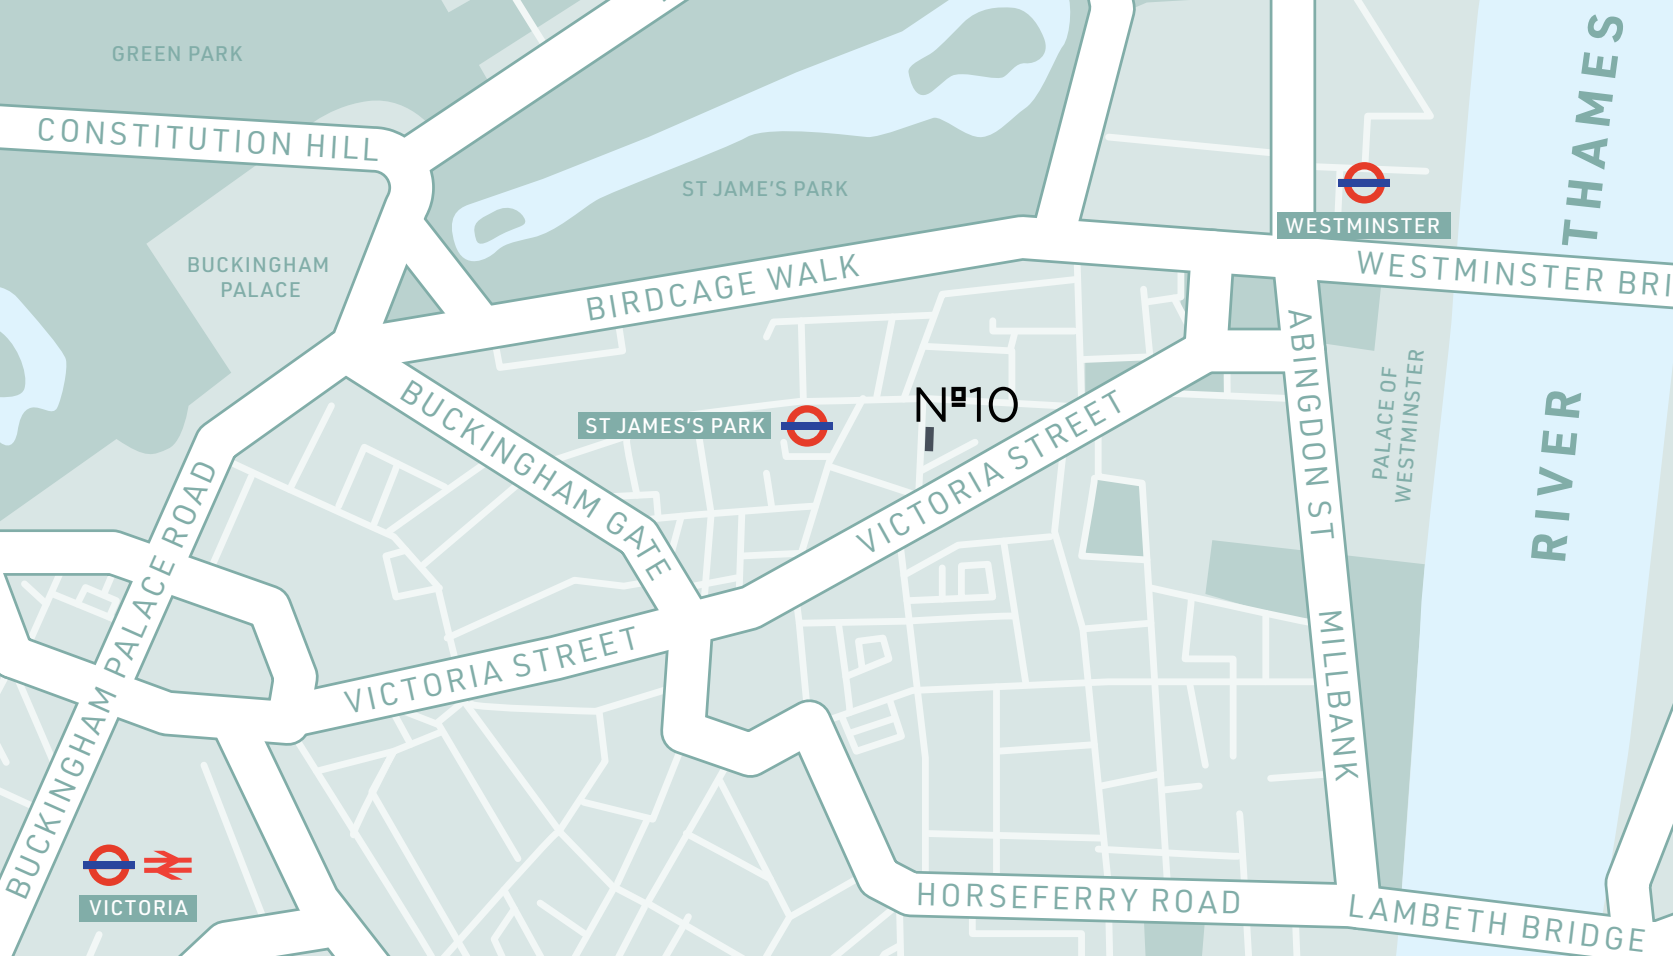 GREEN PARK
CONSTITUTION HILL
BUCKINGHAM
PALACE
ST JAME'S PARK
BIRDCAGE WALK
WESTMINSTER
WESTMINSTER BRI
THAMES
RIVER
ABINGDON ST
PALACE OF
WESTMINSTER
BUCKINGHAM GATE
ST JAMES'S PARK
Nº10
VICTORIA STREET
VICTORIA STREET
BUCKINGHAM PALACE ROAD
MILLBANK
VICTORIA
HORSEFERRY ROAD
LAMBETH BRIDGE